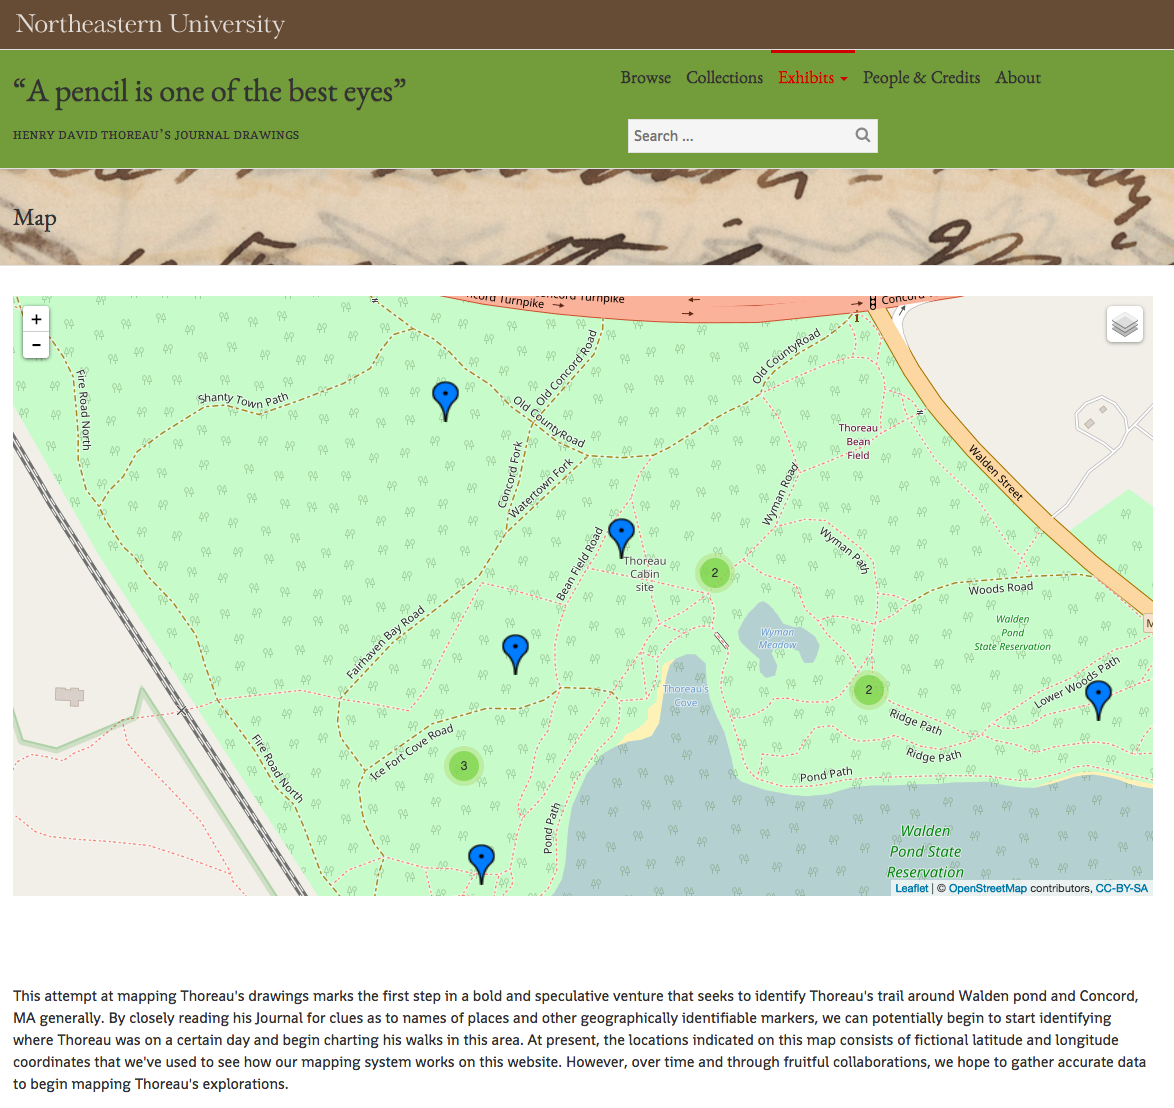 Northeastern University
“A pencil is one of the best eyes”
HENRY DAVID THOREAU’S JOURNAL DRAWINGS
Browse Collections Exhibits People & Credits About
Search ...
Map
+
-
Concord Turnpike
Concord
i
Old Concord Road
Old CountyRoad
Shanty Town Path
Fire Road North
Old CountyRoad
Thoreau
Bean
Field
Walden Street
Concord Fork
Watertown Fork
Wyman Road
Wyman Path
Bean Field Road
Thoreau
Cabin
site
2
Woods Road
Fairhaven Bay Road
Wyman
Meadow
Walden
Pond
State Reservation
M
Thoreau's
Cove
2
Lower Woods Path
Ridge Path
Ridge Path
Ice Fort Cove Road
Fire Road North
3
Pond Path
Pond Path
Walden
Pond State
Reservation
Leaflet | © OpenStreetMap contributors, CC-BY-SA
This attempt at mapping Thoreau's drawings marks the first step in a bold and speculative venture that seeks to identify Thoreau's trail around Walden pond and Concord,
MA generally. By closely reading his Journal for clues as to names of places and other geographically identifiable markers, we can potentially begin to start identifying
where Thoreau was on a certain day and begin charting his walks in this area. At present, the locations indicated on this map consists of fictional latitude and longitude
coordinates that we've used to see how our mapping system works on this website. However, over time and through fruitful collaborations, we hope to gather accurate data
to begin mapping Thoreau's explorations.